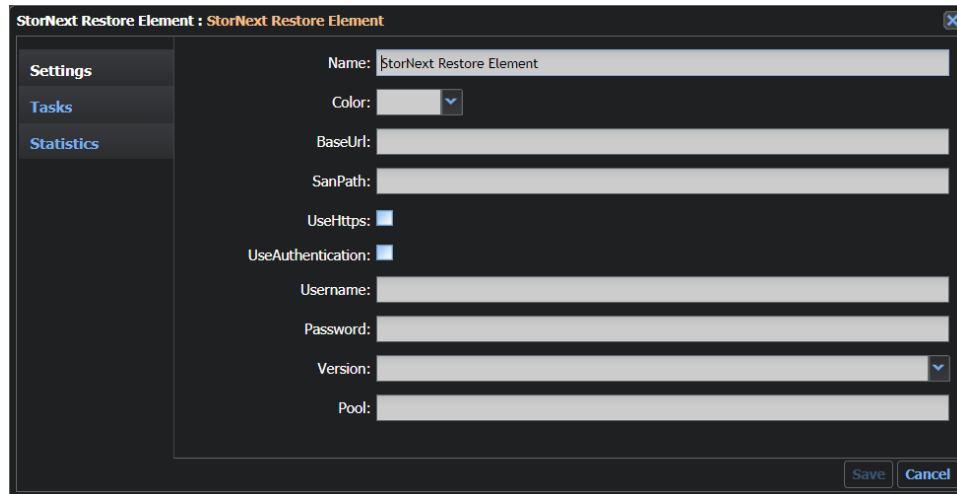 StorNext Restore Element : StorNext Restore Element
Settings
Tasks
Statistics
Name: StorNext Restore Element
Color:
BaseUrl:
SanPath:
UseHttps:
UseAuthentication:
Username:
Password:
Version:
Pool:
Save Cancel